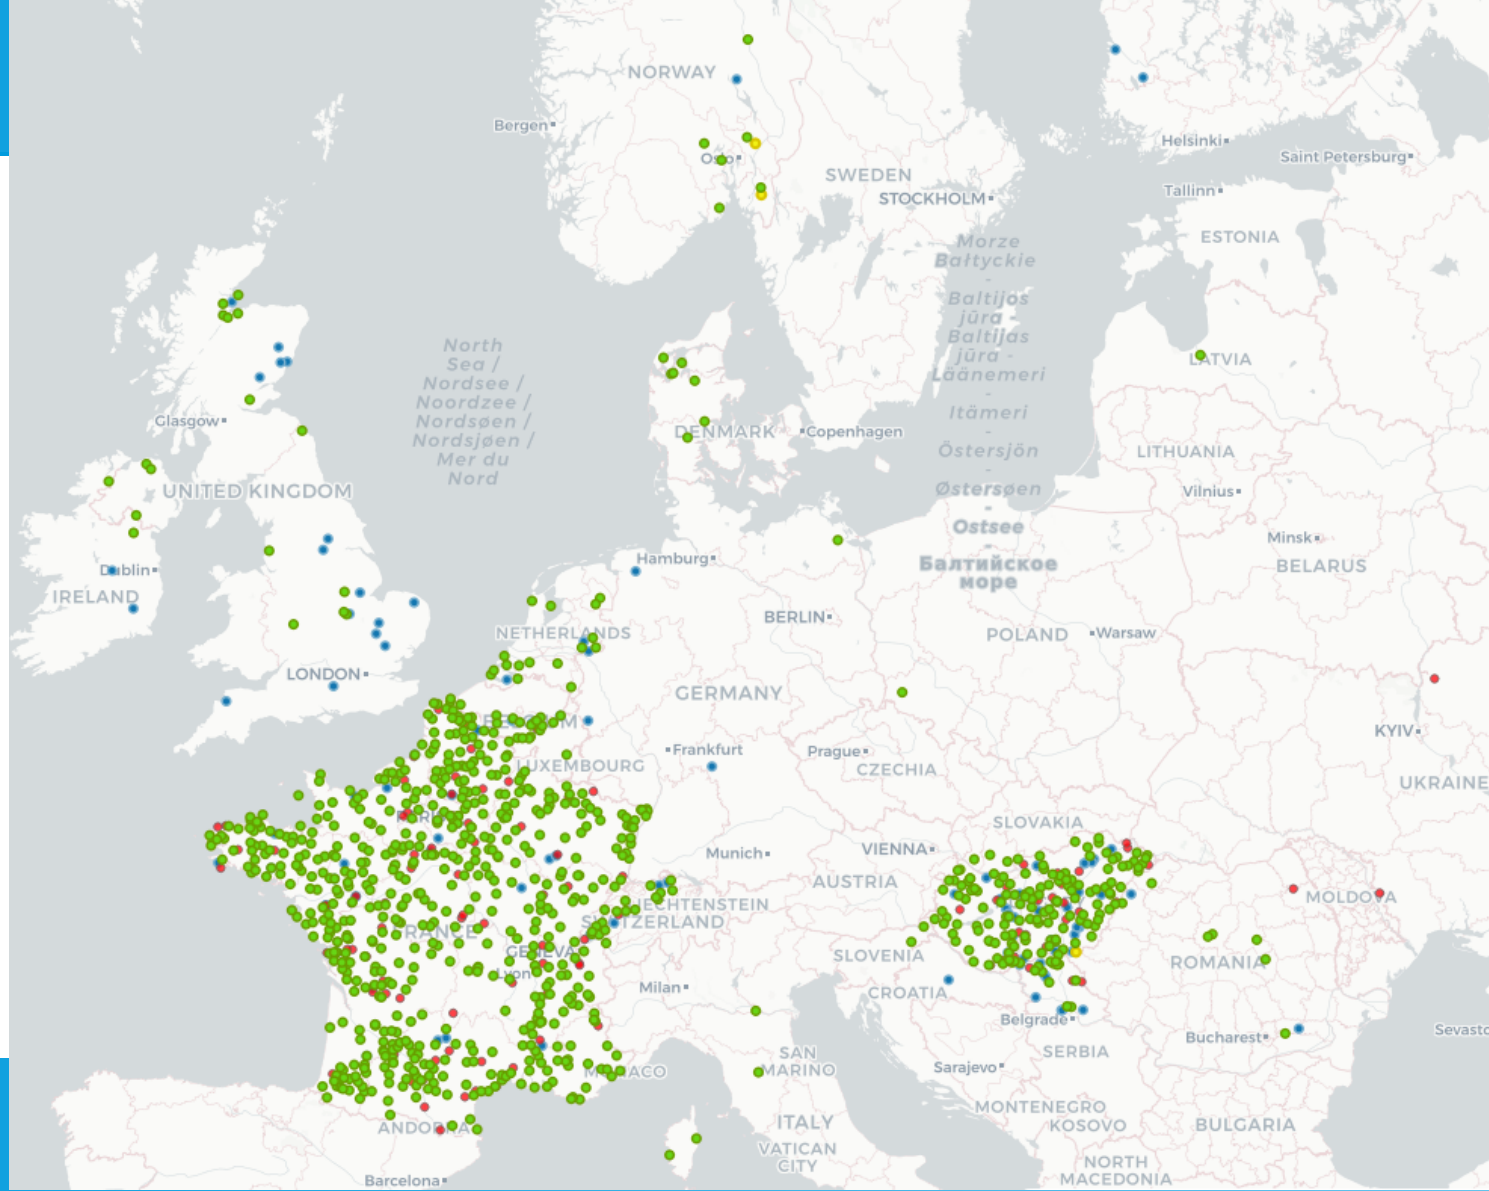 NORWAY
Bergen
Oslo
SWEDEN
STOCKHOLM
Helsinki
Saint Petersburg
Tallinn
ESTONIA
Morze
Bałtyckie
-
Baltijos
jūra -
Baltijas
jūra -
Läänemeri
-
Itämeri
-
Östersjön
-
Østersøen
-
Ostsee
-
Балтийское
море
North
Sea /
Nordsee /
Noordzee /
Nordsøen /
Nordsjøen /
Mer du
Nord
LATVIA
Glasgow
DENMARK
Copenhagen
LITHUANIA
Vilnius
UNITED KINGDOM
Minsk
BELARUS
Hamburg
Dublin
IRELAND
BERLIN
NETHERLANDS
POLAND
Warsaw
LONDON
GERMANY
BELGIUM
KYIV
Frankfurt
Prague
LUXEMBOURG
CZECHIA
UKRAINE
PARIS
SLOVAKIA
Munich
VIENNA
AUSTRIA
LIECHTENSTEIN
SWITZERLAND
MOLDOVA
FRANCE
GENEVA
Lyon
SLOVENIA
ROMANIA
Milan
CROATIA
Belgrade
Bucharest
Sevasto
SAN
MARINO
SERBIA
MONACO
Sarajevo
MONTENEGRO
KOSOVO
ITALY
BULGARIA
ANDORRA
VATICAN
CITY
NORTH
MACEDONIA
Barcelona